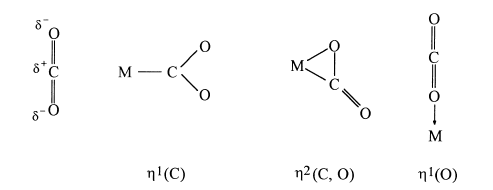 δ⁻ O
δ⁺ C
δ⁻ O
M — C O O
η¹(C)
M O C O
η²(C, O)
O
C
O
M
η¹(O)